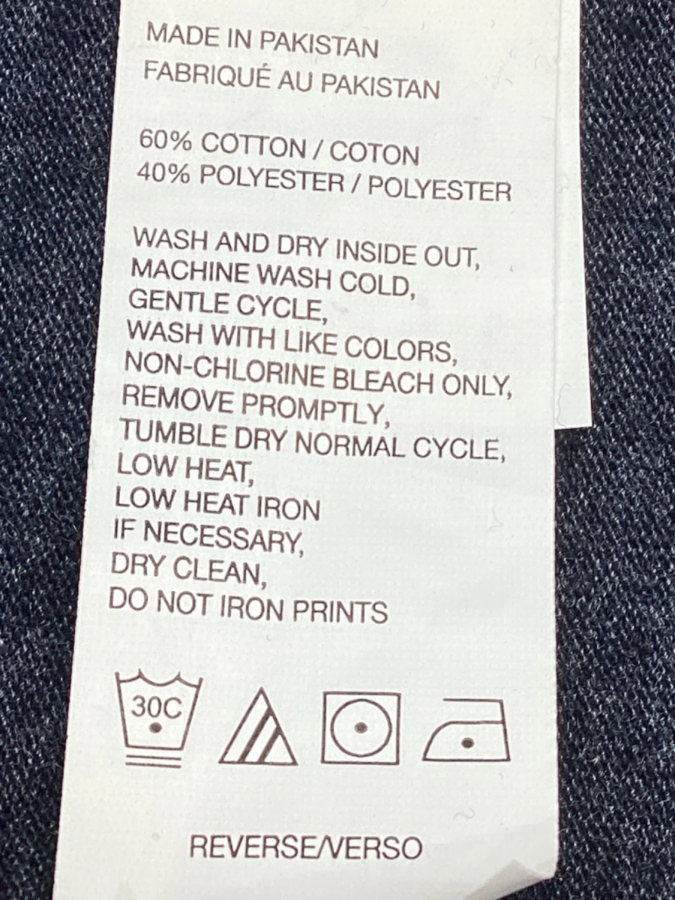 MADE IN PAKISTAN
FABRIQUÉ AU PAKISTAN
60% COTTON / COTON
40% POLYESTER / POLYESTER
WASH AND DRY INSIDE OUT,
MACHINE WASH COLD,
GENTLE CYCLE,
WASH WITH LIKE COLORS,
NON-CHLORINE BLEACH ONLY,
REMOVE PROMPTLY,
TUMBLE DRY NORMAL CYCLE,
LOW HEAT,
LOW HEAT IRON
IF NECESSARY,
DRY CLEAN,
DO NOT IRON PRINTS
30C
REVERSE/VERSO